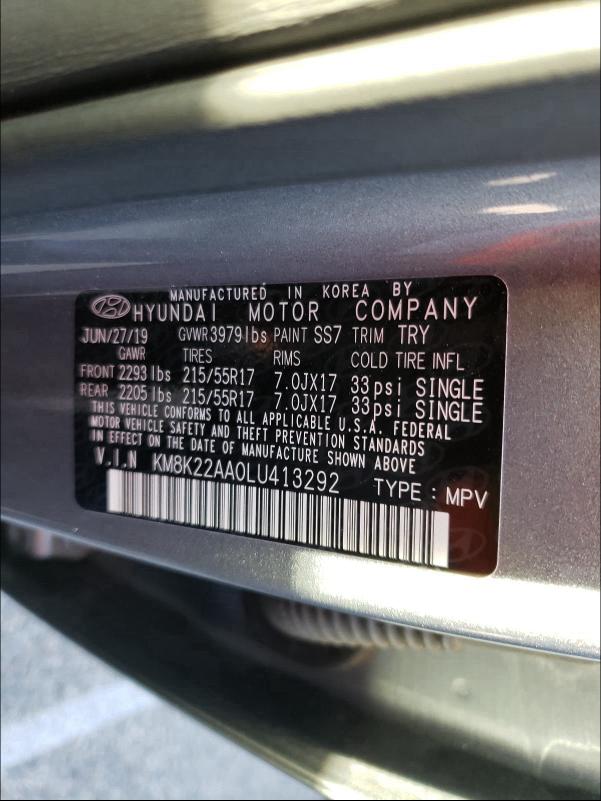 MANUFACTURED IN KOREA BY
HYUNDAI MOTOR COMPANY
JUN/27/19 GVWR 3979 lbs PAINT SS7 TRIM TRY
GAWR TIRES RIMS COLD TIRE INFL
FRONT 2293 lbs 215/55R17 7.0JX17 33psi SINGLE
REAR 2205 lbs 215/55R17 7.0JX17 33psi SINGLE
THIS VEHICLE CONFORMS TO ALL APPLICABLE U.S.A. FEDERAL
MOTOR VEHICLE SAFETY AND THEFT PREVENTION STANDARDS
IN EFFECT ON THE DATE OF MANUFACTURE SHOWN ABOVE
V.I.N KM8K22AA0LU413292 TYPE : MPV